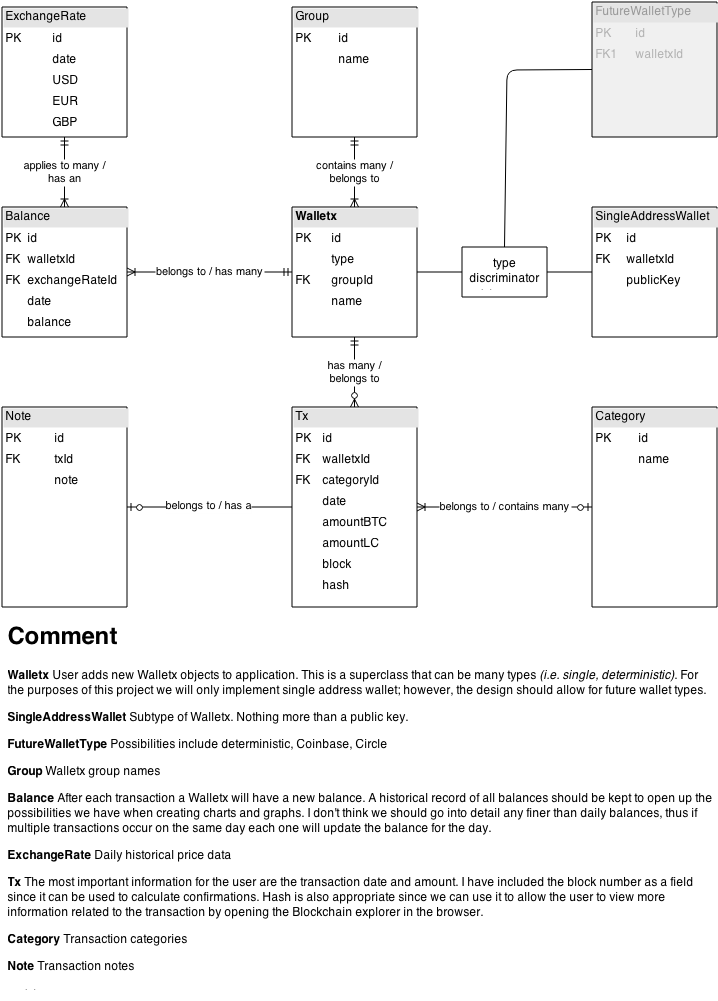 ExchangeRate
PK id
date
USD
EUR
GBP
Group
PK id
name
FutureWalletType
PK id
FK1 walletxId
applies to many /
has an
contains many /
belongs to
Balance
PK id
FK walletxId
FK exchangeRateId
date
balance
belongs to / has many
Walletx
PK id
type
FK groupId
name
type
discriminator
SingleAddressWallet
PK id
FK walletxId
publicKey
has many /
belongs to
Note
PK id
FK txId
note
belongs to / has a
Tx
PK id
FK walletxId
FK categoryId
date
amountBTC
amountLC
block
hash
belongs to / contains many
Category
PK id
name
Comment
Walletx User adds new Walletx objects to application. This is a superclass that can be many types (i.e. single, deterministic). For
the purposes of this project we will only implement single address wallet; however, the design should allow for future wallet types.
SingleAddressWallet Subtype of Walletx. Nothing more than a public key.
FutureWalletType Possibilities include deterministic, Coinbase, Circle
Group Walletx group names
Balance After each transaction a Walletx will have a new balance. A historical record of all balances should be kept to open up the
possibilities we have when creating charts and graphs. I don't think we should go into detail any finer than daily balances, thus if
multiple transactions occur on the same day each one will update the balance for the day.
ExchangeRate Daily historical price data
Tx The most important information for the user are the transaction date and amount. I have included the block number as a field
since it can be used to calculate confirmations. Hash is also appropriate since we can use it to allow the user to view more
information related to the transaction by opening the Blockchain explorer in the browser.
Category Transaction categories
Note Transaction notes